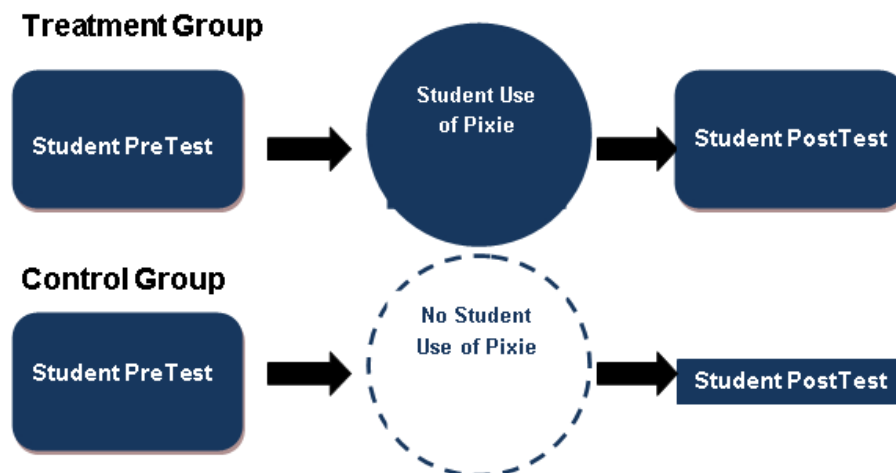 Treatment Group
Student PreTest
Student Use
of Pixie
Student PostTest
Control Group
Student PreTest
No Student
Use of Pixie
Student PostTest